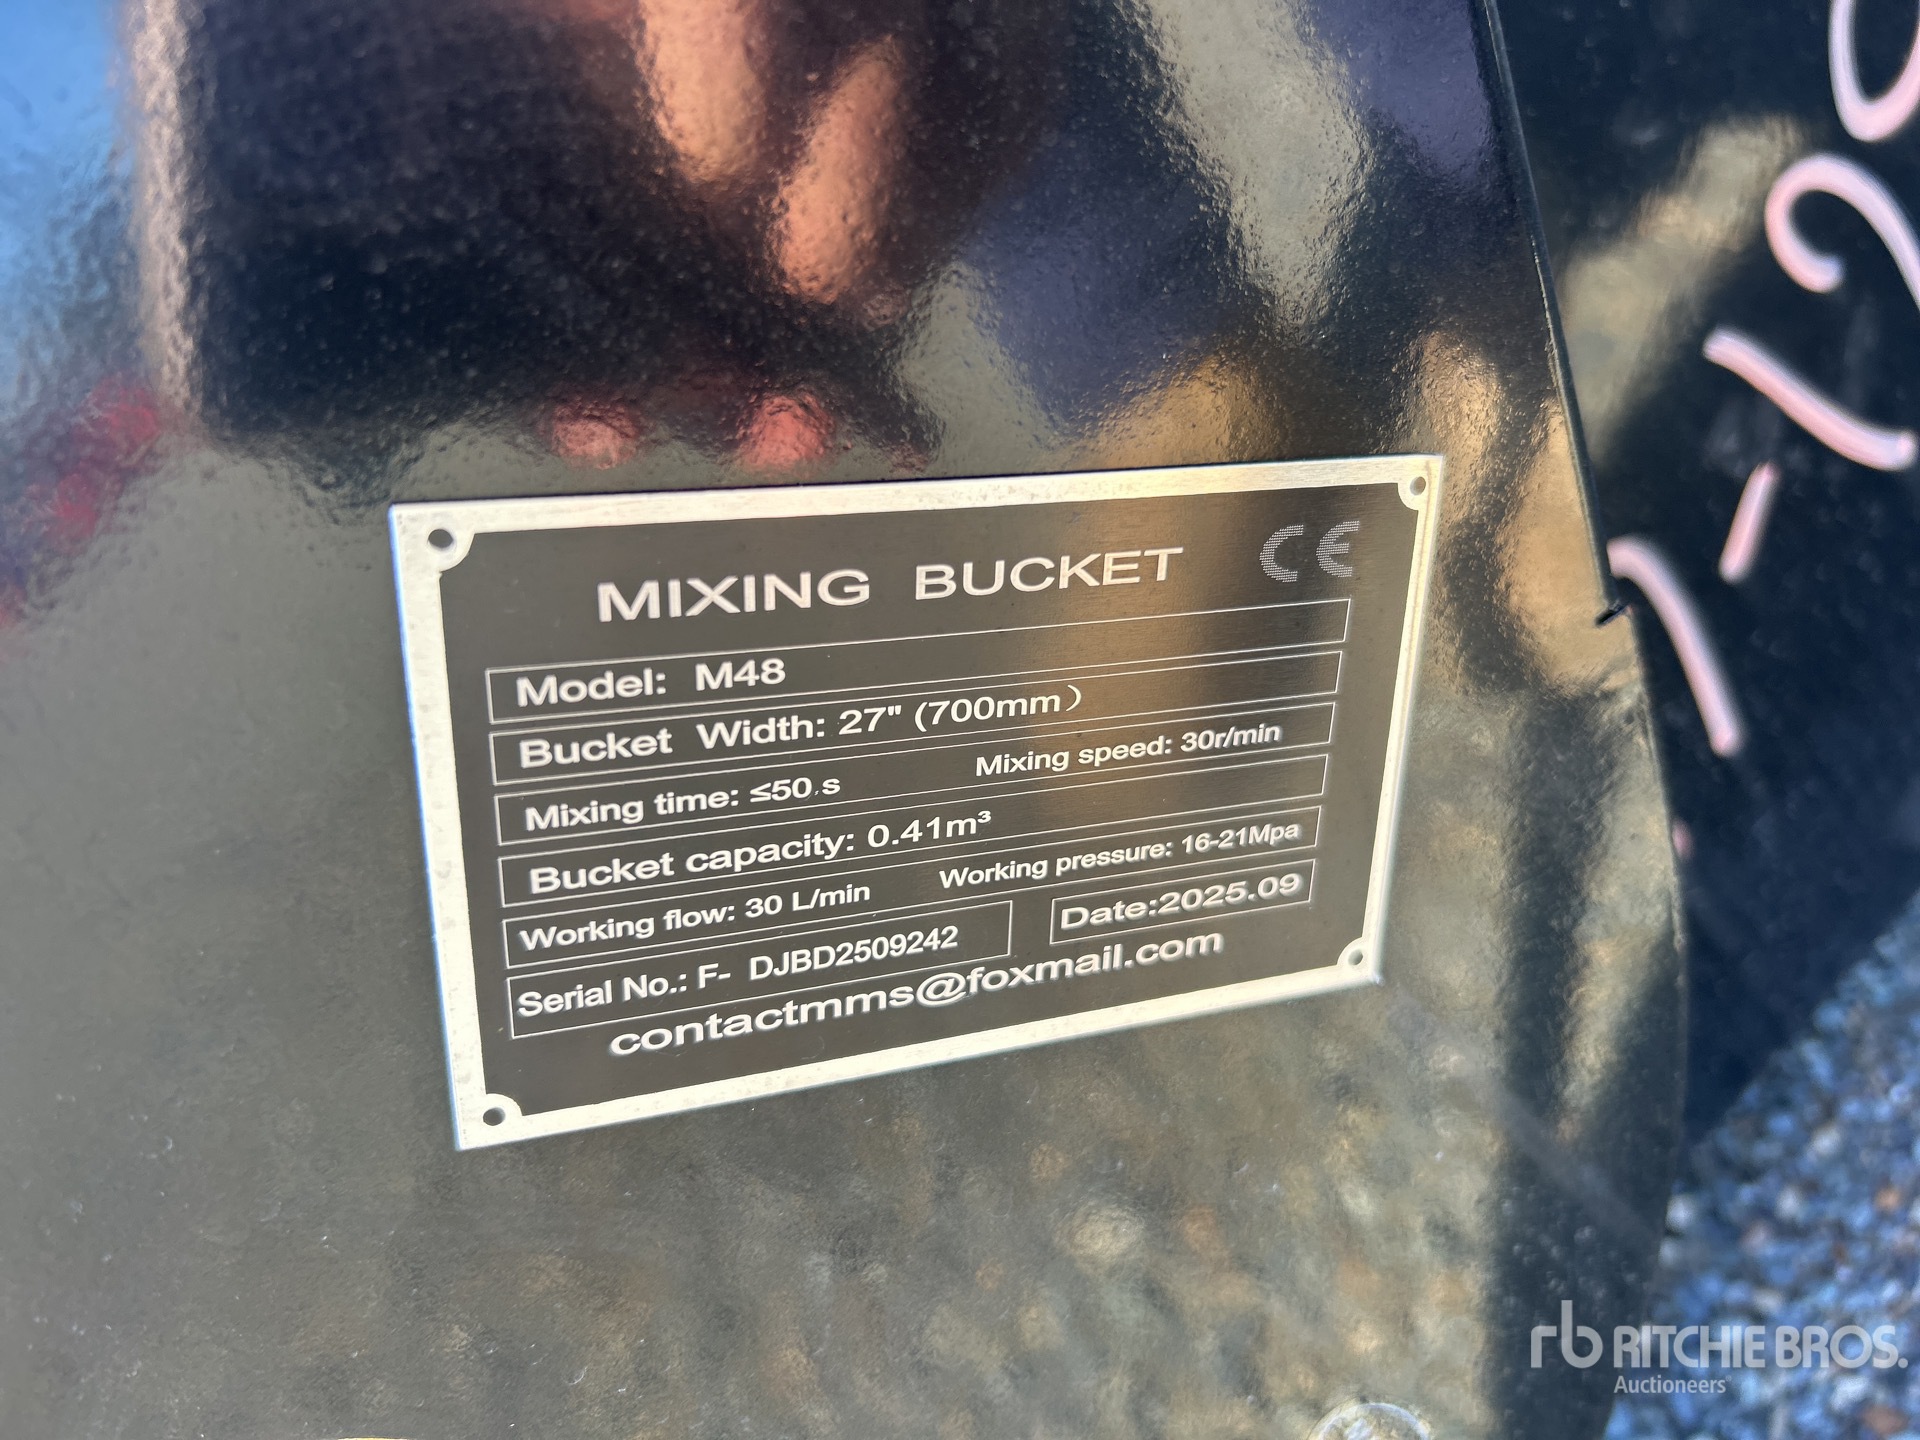 MIXING BUCKET CE
Model: M48
Bucket Width: 27" (700mm)
Mixing time: ≤50.s Mixing speed: 30r/min
Bucket capacity: 0.41m³
Working flow: 30 L/min Working pressure: 16-21Mpa
Serial No.: F- DJBD2509242 Date:2025.09
contactmms@foxmail.com
rb RITCHIE BROS.
Auctioneers